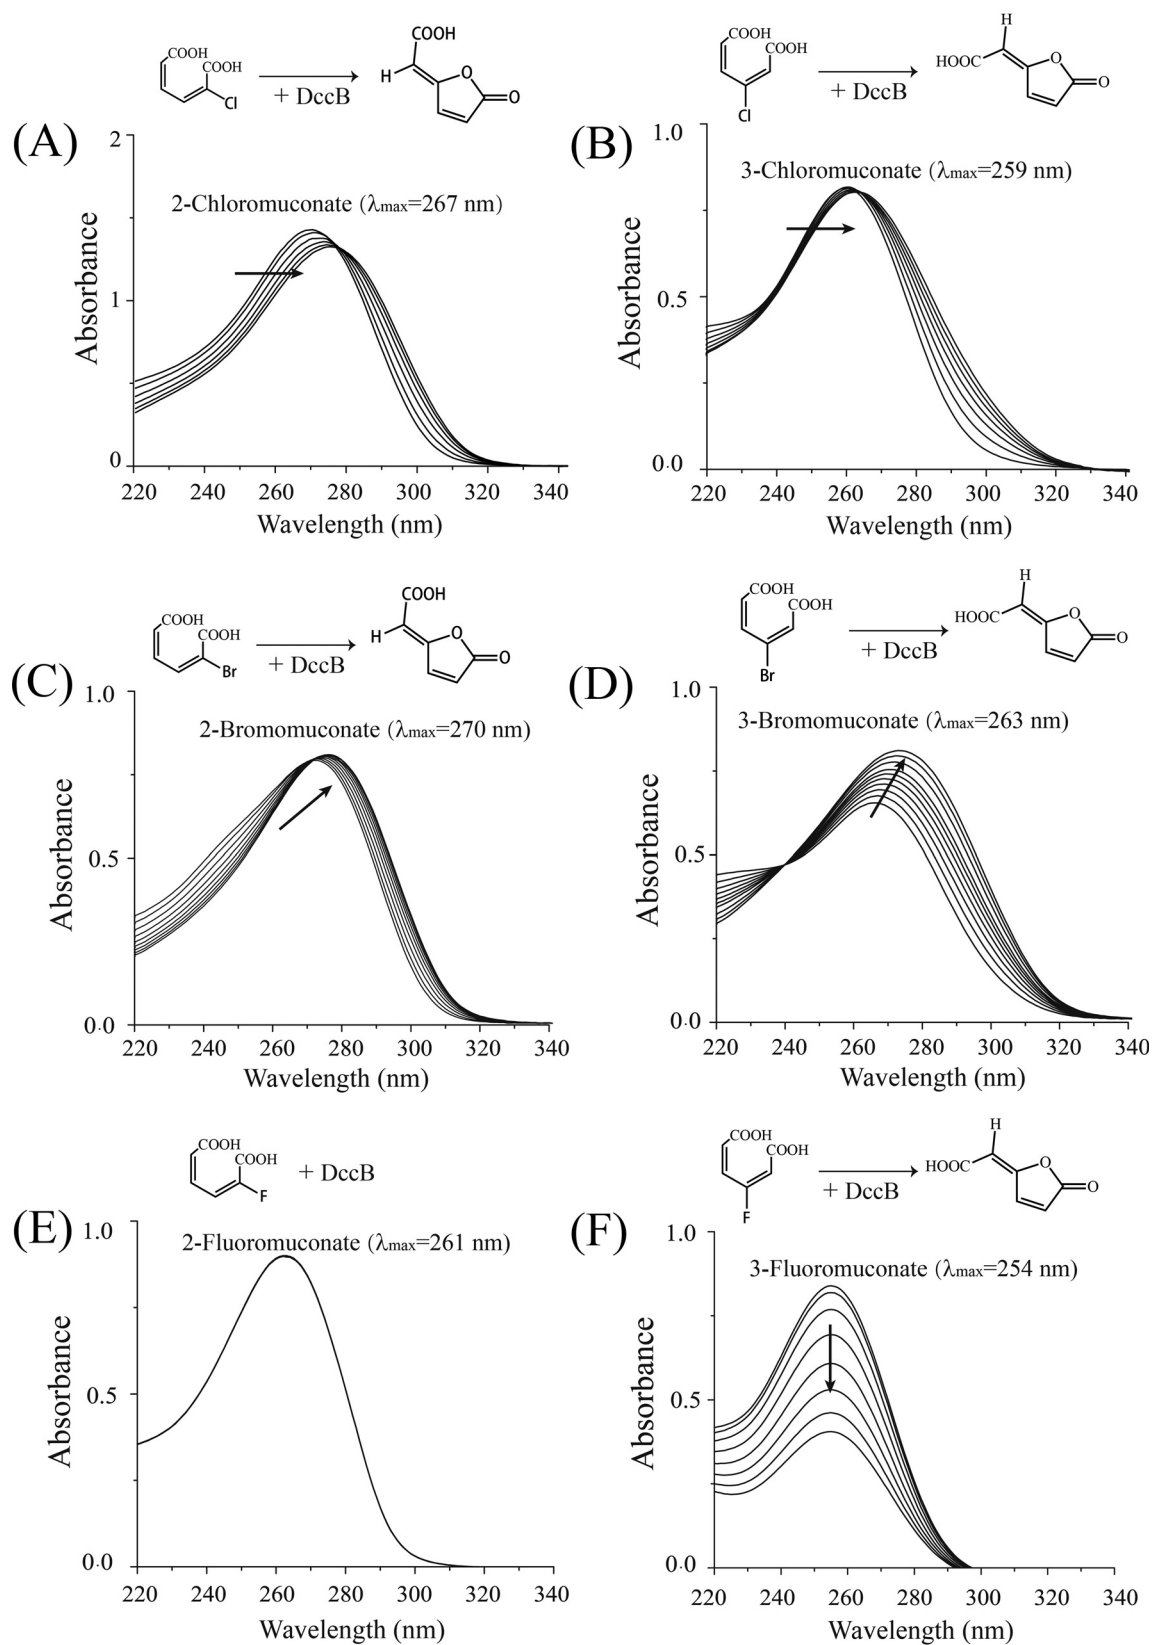 COOH
COOH
Cl
+ DccB
COOH
H
O
O
(A)
2-Chloromuconate (λmax=267 nm)
Absorbance
2
1
0
220 240 260 280 300 320 340
Wavelength (nm)
COOH
COOH
Cl
+ DccB
H
HOOC
O
O
(B)
3-Chloromuconate (λmax=259 nm)
Absorbance
1.0
0.5
0.0
220 240 260 280 300 320 340
Wavelength (nm)
COOH
COOH
Br
+ DccB
COOH
H
O
O
(C)
2-Bromomuconate (λmax=270 nm)
Absorbance
1.0
0.5
0.0
220 240 260 280 300 320 340
Wavelength (nm)
COOH
COOH
Br
+ DccB
H
HOOC
O
O
(D)
3-Bromomuconate (λmax=263 nm)
Absorbance
1.0
0.5
0.0
220 240 260 280 300 320 340
Wavelength (nm)
COOH
COOH
F
+ DccB
(E)
2-Fluoromuconate (λmax=261 nm)
Absorbance
1.0
0.5
0.0
220 240 260 280 300 320 340
Wavelength (nm)
COOH
COOH
F
+ DccB
H
HOOC
O
O
(F)
3-Fluoromuconate (λmax=254 nm)
Absorbance
1.0
0.5
0.0
220 240 260 280 300 320 340
Wavelength (nm)